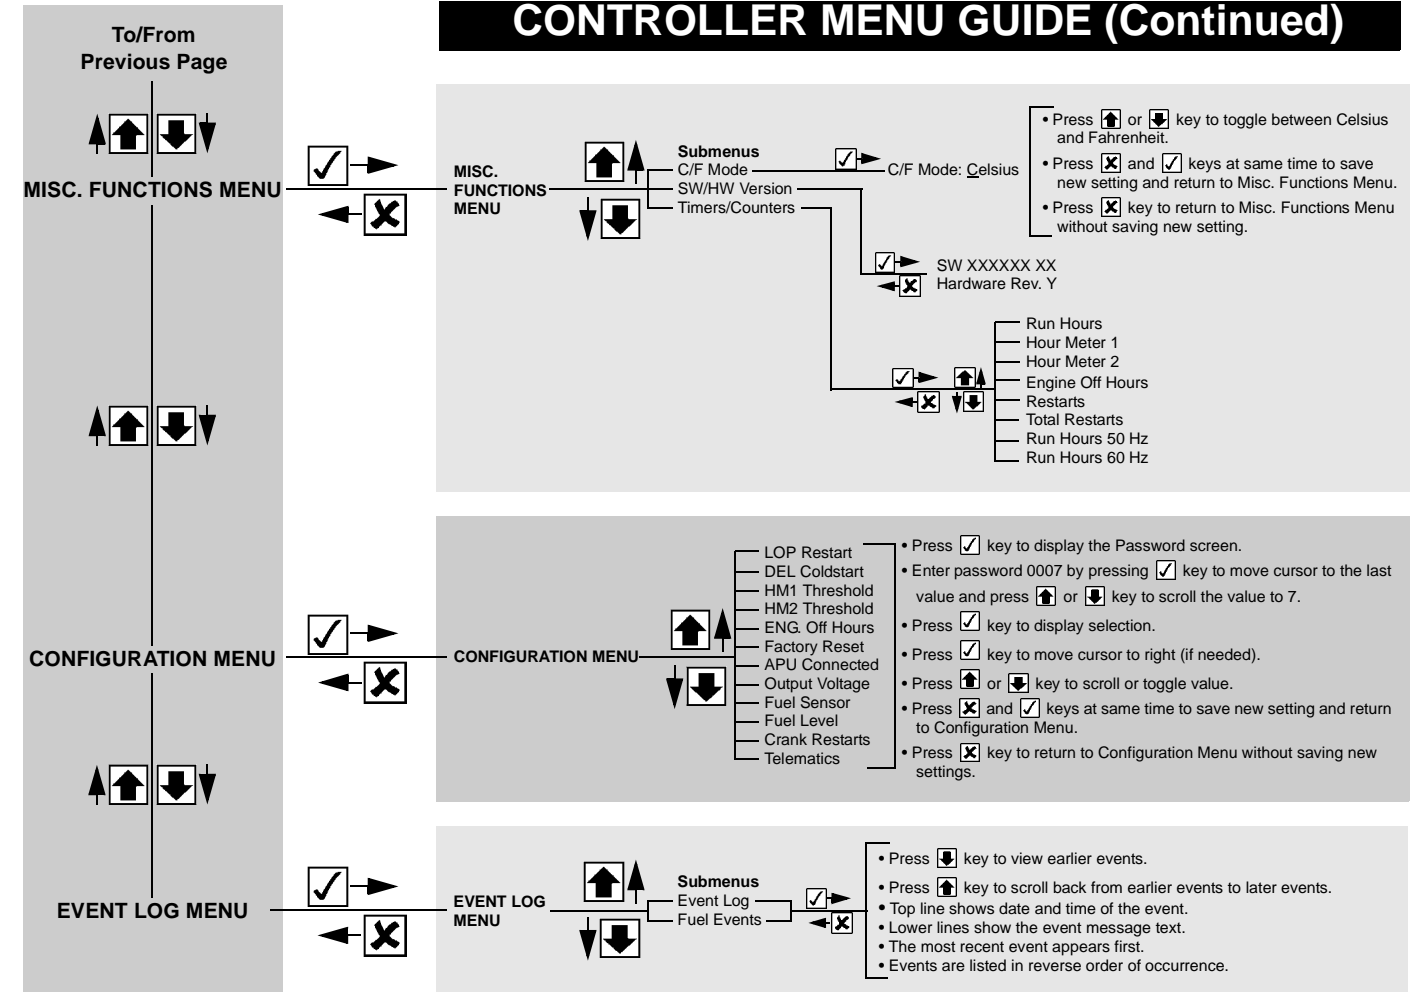 CONTROLLER MENU GUIDE (Continued)
To/From
Previous Page
MISC. FUNCTIONS MENU
MISC.
FUNCTIONS
MENU
Submenus
C/F Mode
SW/HW Version
Timers/Counters
C/F Mode: Celsius
• Press or key to toggle between Celsius
and Fahrenheit.
• Press and keys at same time to save
new setting and return to Misc. Functions Menu.
• Press key to return to Misc. Functions Menu
without saving new setting.
SW XXXXXX XX
Hardware Rev. Y
Run Hours
Hour Meter 1
Hour Meter 2
Engine Off Hours
Restarts
Total Restarts
Run Hours 50 Hz
Run Hours 60 Hz
CONFIGURATION MENU
CONFIGURATION MENU
LOP Restart
DEL Coldstart
HM1 Threshold
HM2 Threshold
ENG. Off Hours
Factory Reset
APU Connected
Output Voltage
Fuel Sensor
Fuel Level
Crank Restarts
Telematics
• Press key to display the Password screen.
• Enter password 0007 by pressing key to move cursor to the last
value and press or key to scroll the value to 7.
• Press key to display selection.
• Press key to move cursor to right (if needed).
• Press or key to scroll or toggle value.
• Press and keys at same time to save new setting and return
to Configuration Menu.
• Press key to return to Configuration Menu without saving new
settings.
EVENT LOG MENU
EVENT LOG
MENU
Submenus
Event Log
Fuel Events
• Press key to view earlier events.
• Press key to scroll back from earlier events to later events.
• Top line shows date and time of the event.
• Lower lines show the event message text.
• The most recent event appears first.
• Events are listed in reverse order of occurrence.